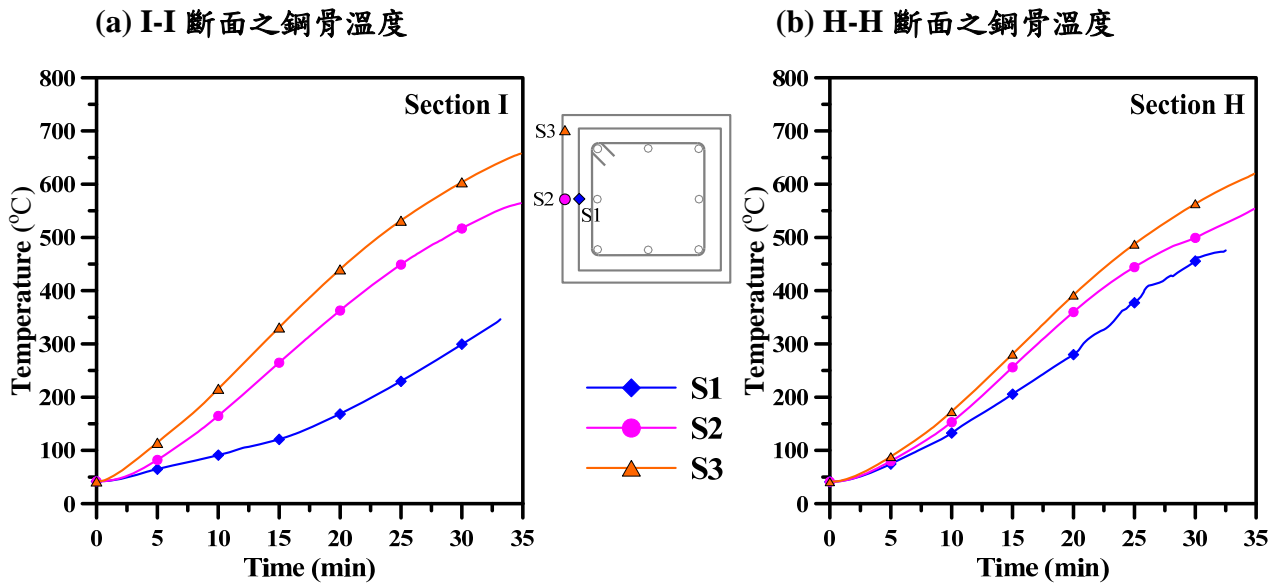 (a) I-I 斷面之鋼骨溫度
(b) H-H 斷面之鋼骨溫度
Section I
Temperature (°C)
800
700
600
500
400
300
200
100
0
0 5 10 15 20 25 30 35
Time (min)
S3
S2
S1
S1
S2
S3
Section H
Temperature (°C)
800
700
600
500
400
300
200
100
0
0 5 10 15 20 25 30 35
Time (min)